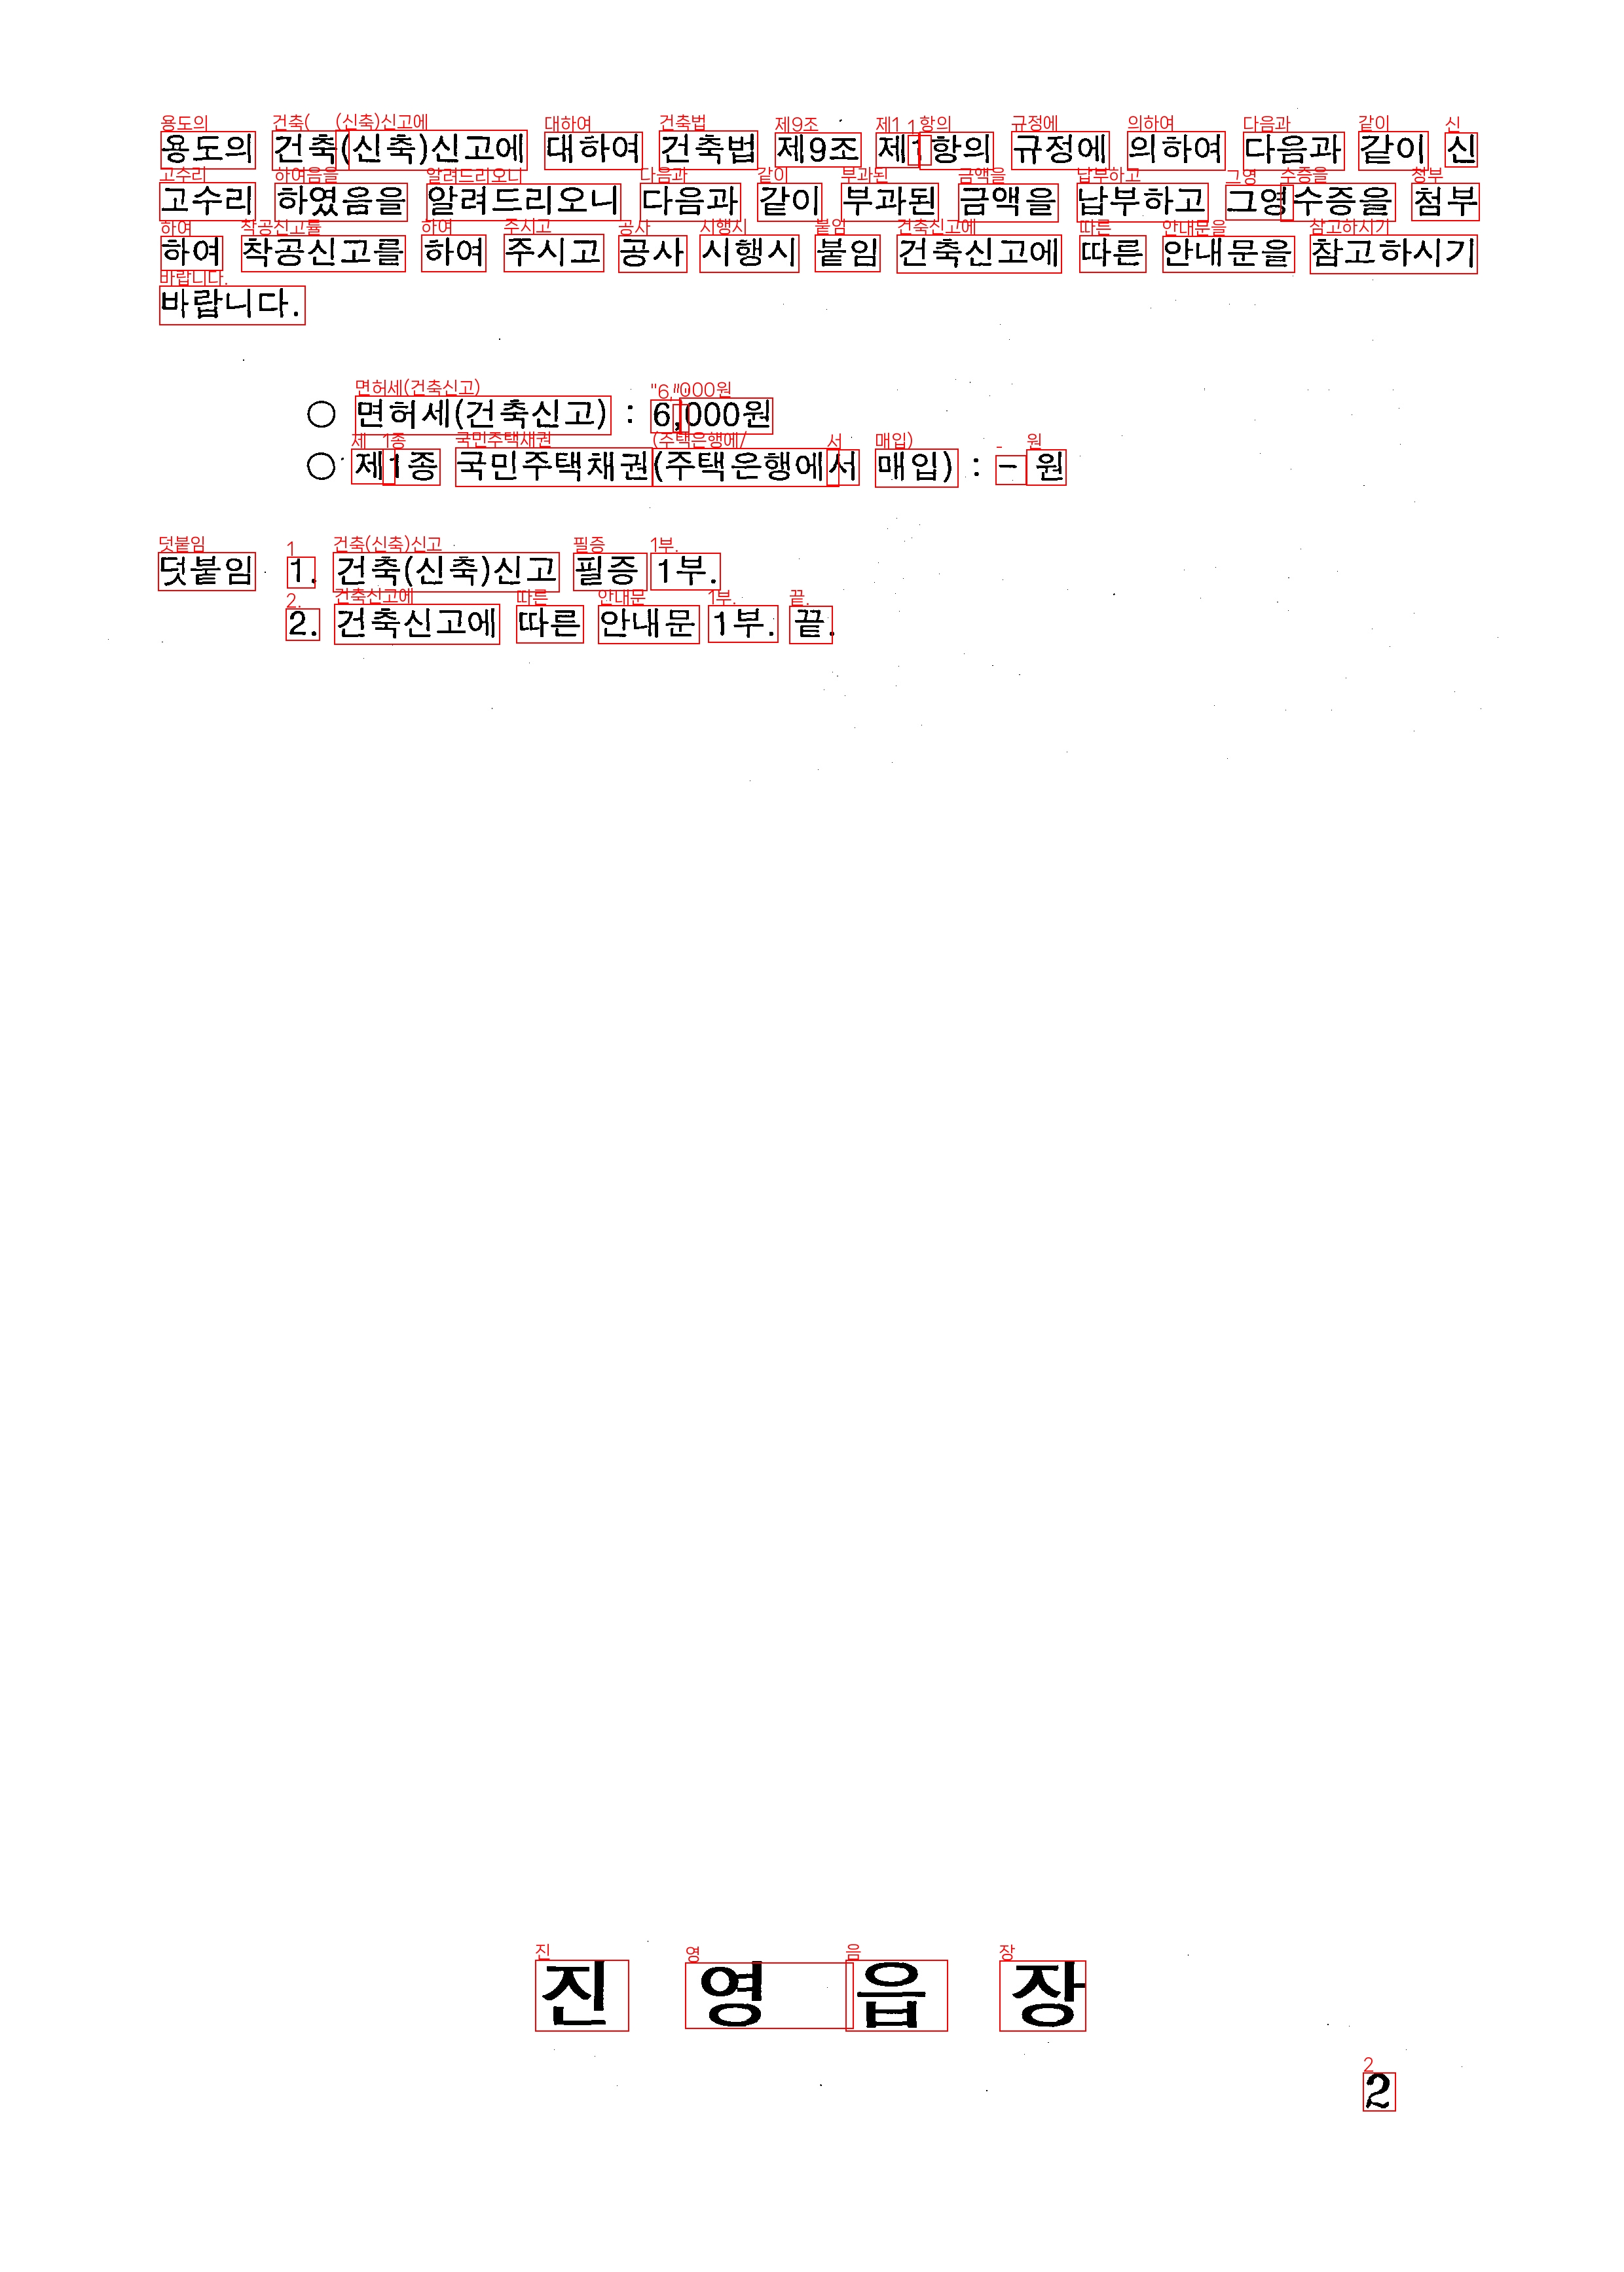 용도의 건축(신축)신고에 대하여 건축법 제9조 제1항의 규정에 의하여 다음과 같이 신
고수리 하였음을 알려드리오니 다음과 같이 부과된 금액을 납부하고 그영수증을 첨부
하여 착공신고를 하여 주시고 공사 시행시 붙임 건축신고에 따른 안내문을 참고하시기
바랍니다.
○ 면허세(건축신고) : 6,000원
○ 제1종 국민주택채권(주택은행에서 매입) : - 원
덧붙임 1. 건축(신축)신고 필증 1부.
2. 건축신고에 따른 안내문 1부. 끝.
진 영 읍 장
2